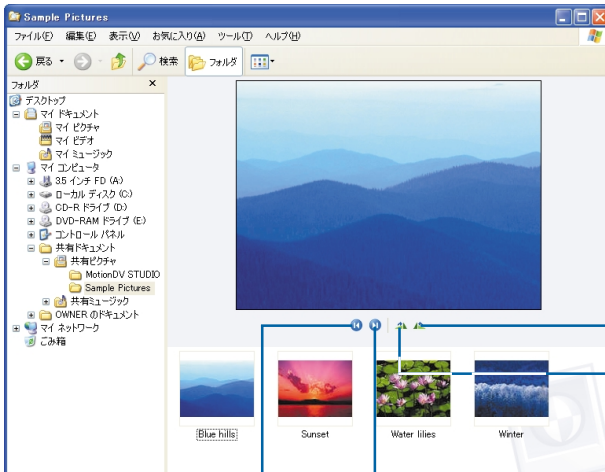 Sample Pictures
ファイル(F) 編集(E) 表示(V) お気に入り(A) ツール(T) ヘルプ(H)
戻る 検索 フォルダ
フォルダ ×
デスクトップ
マイ ドキュメント
マイ ピクチャ
マイ ビデオ
マイ ミュージック
マイ コンピュータ
3.5 インチ FD (A:)
ローカル ディスク (C:)
CD-R ドライブ (D:)
DVD-RAM ドライブ (E:)
コントロール パネル
共有ドキュメント
共有ピクチャ
MotionDV STUDIO
Sample Pictures
共有ミュージック
OWNER のドキュメント
マイ ネットワーク
ごみ箱
Blue hills Sunset Water lilies Winter